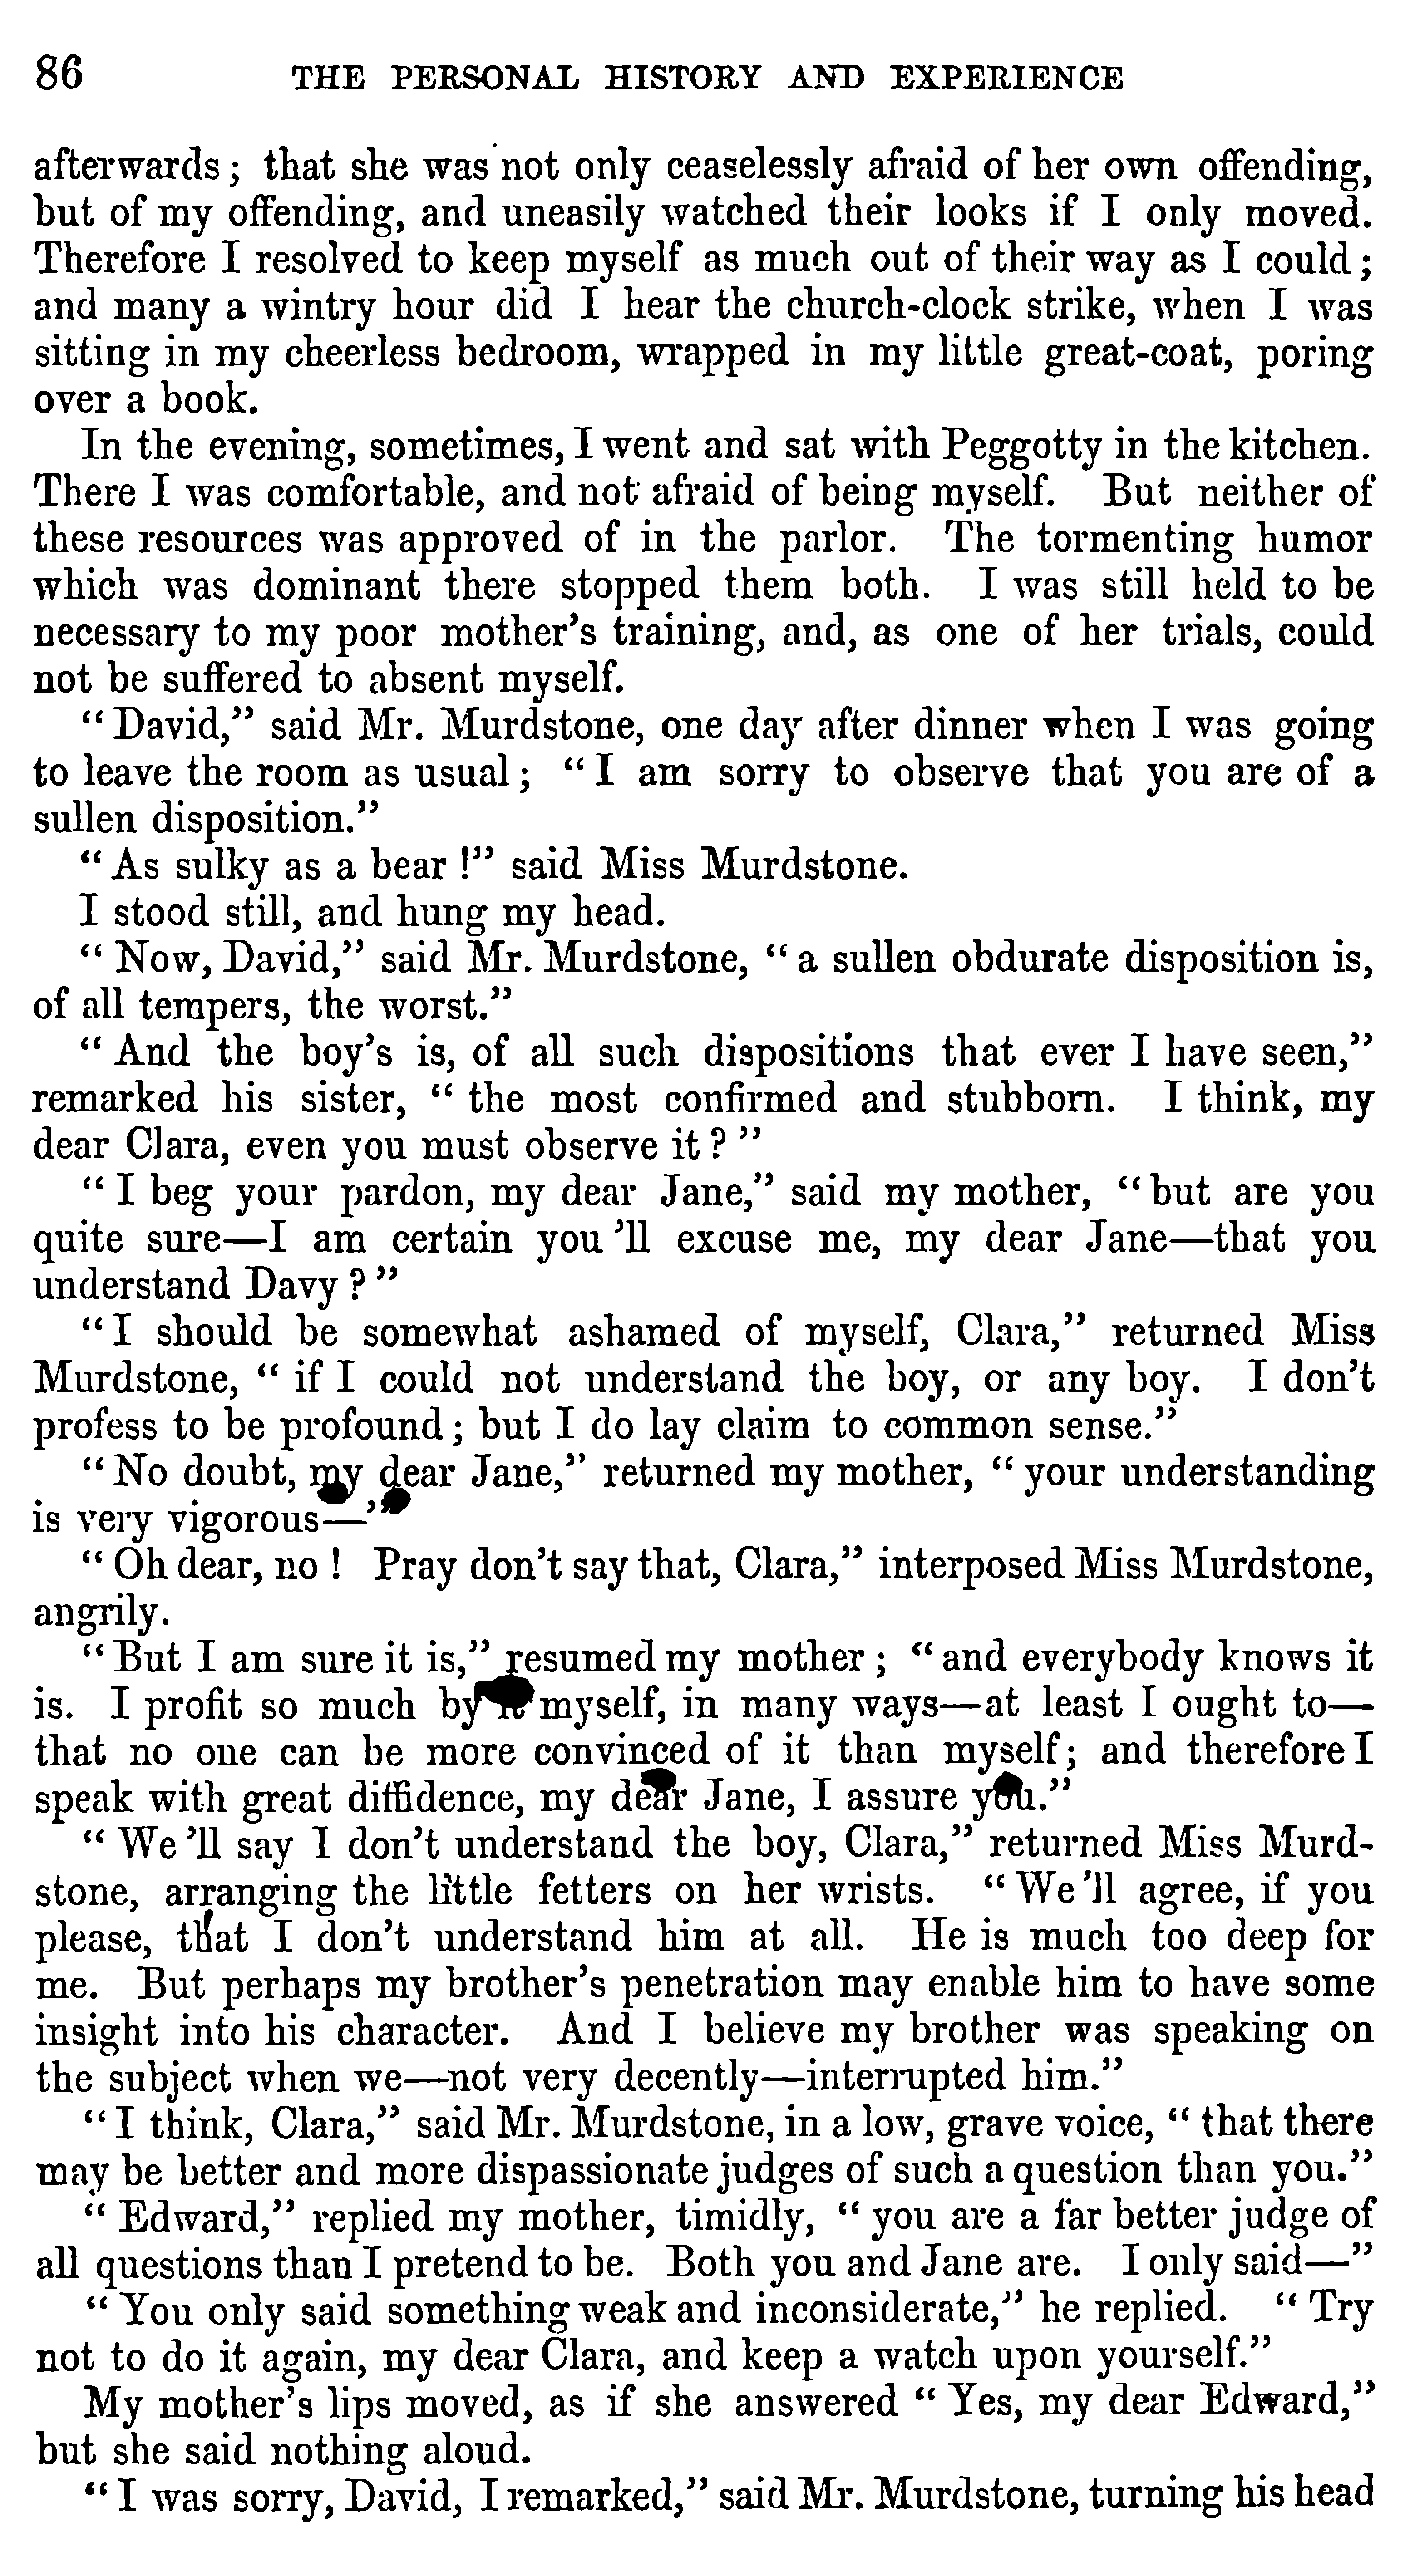 86 THE PERSONAL HISTORY AND EXPERIENCE
afterwards; that she was not only ceaselessly afraid of her own offending,
but of my offending, and uneasily watched their looks if I only moved.
Therefore I resolved to keep myself as much out of their way as I could;
and many a wintry hour did I hear the church-clock strike, when I was
sitting in my cheerless bedroom, wrapped in my little great-coat, poring
over a book.
In the evening, sometimes, I went and sat with Peggotty in the kitchen.
There I was comfortable, and not afraid of being myself. But neither of
these resources was approved of in the parlor. The tormenting humor
which was dominant there stopped them both. I was still held to be
necessary to my poor mother's training, and, as one of her trials, could
not be suffered to absent myself.
"David," said Mr. Murdstone, one day after dinner when I was going
to leave the room as usual; "I am sorry to observe that you are of a
sullen disposition."
"As sulky as a bear!" said Miss Murdstone.
I stood still, and hung my head.
"Now, David," said Mr. Murdstone, "a sullen obdurate disposition is,
of all tempers, the worst."
"And the boy's is, of all such dispositions that ever I have seen,"
remarked his sister, "the most confirmed and stubborn. I think, my
dear Clara, even you must observe it?"
"I beg your pardon, my dear Jane," said my mother, "but are you
quite sure—I am certain you 'll excuse me, my dear Jane—that you
understand Davy?"
"I should be somewhat ashamed of myself, Clara," returned Miss
Murdstone, "if I could not understand the boy, or any boy. I don't
profess to be profound; but I do lay claim to common sense."
"No doubt, my dear Jane," returned my mother, "your understanding
is very vigorous—"
"Oh dear, no! Pray don't say that, Clara," interposed Miss Murdstone,
angrily.
"But I am sure it is," resumed my mother; "and everybody knows it
is. I profit so much by it myself, in many ways—at least I ought to—
that no one can be more convinced of it than myself; and therefore I
speak with great diffidence, my dear Jane, I assure you."
"We 'll say I don't understand the boy, Clara," returned Miss Murd-
stone, arranging the little fetters on her wrists. "We 'll agree, if you
please, that I don't understand him at all. He is much too deep for
me. But perhaps my brother's penetration may enable him to have some
insight into his character. And I believe my brother was speaking on
the subject when we—not very decently—interrupted him."
"I think, Clara," said Mr. Murdstone, in a low, grave voice, "that there
may be better and more dispassionate judges of such a question than you."
"Edward," replied my mother, timidly, "you are a far better judge of
all questions than I pretend to be. Both you and Jane are. I only said—"
"You only said something weak and inconsiderate," he replied. "Try
not to do it again, my dear Clara, and keep a watch upon yourself."
My mother's lips moved, as if she answered "Yes, my dear Edward,"
but she said nothing aloud.
"I was sorry, David, I remarked," said Mr. Murdstone, turning his head